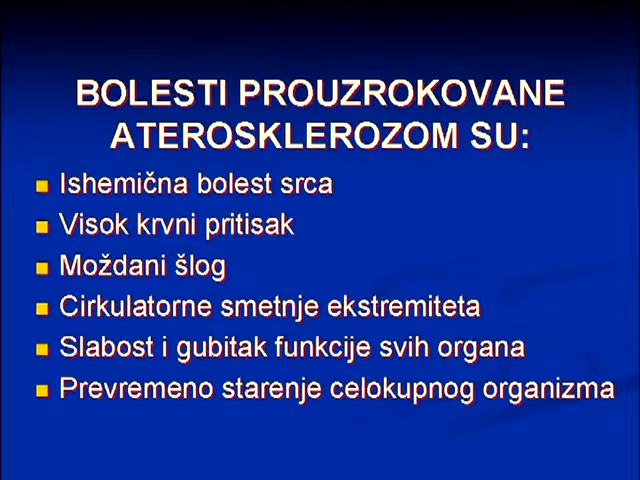 BOLESTI PROUZROKOVANE
ATEROSKLEROZOM SU:
Ishemična bolest srca
Visok krvni pritisak
Moždani šlog
Cirkulatorne smetnje ekstremiteta
Slabost i gubitak funkcije svih organa
Prevremeno starenje celokupnog organizma